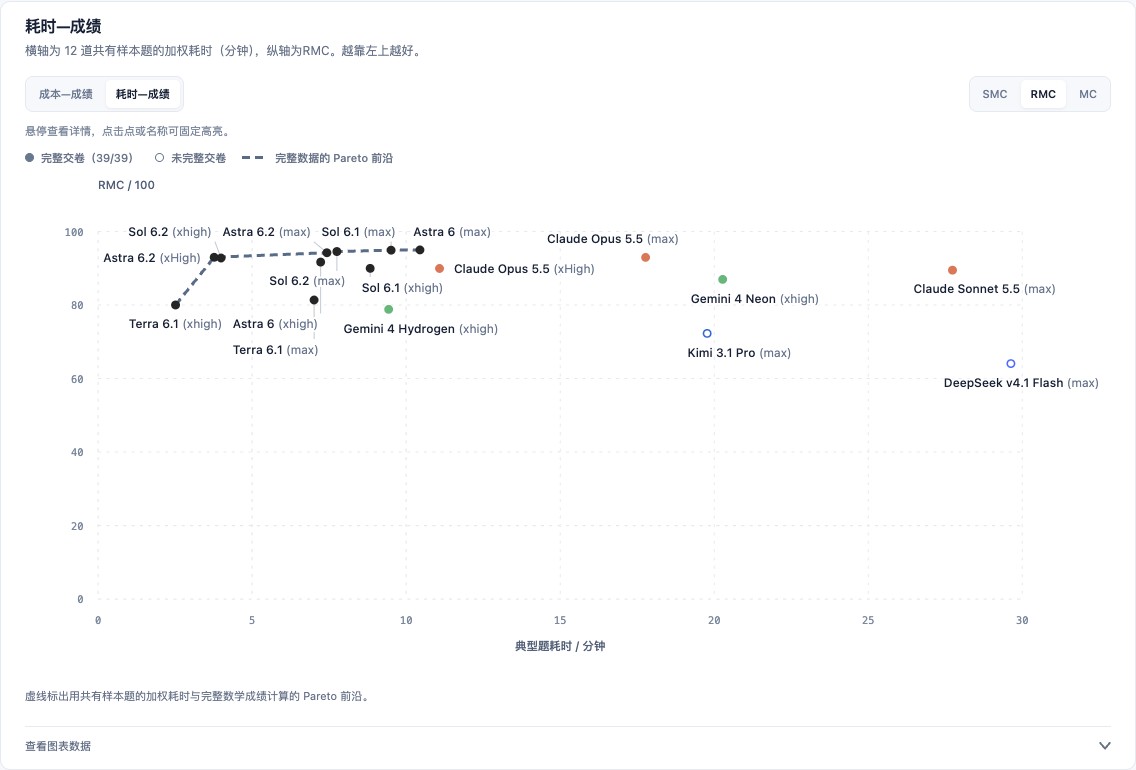 耗时—成绩
横轴为 12 道共有样本题的加权耗时（分钟），纵轴为RMC。越靠左上越好。
成本—成绩 耗时—成绩 SMC RMC MC
悬停查看详情，点击点或名称可固定高亮。
完整交卷（39/39） 未完整交卷 完整数据的 Pareto 前沿
RMC / 100
100
Sol 6.2 (xhigh) Astra 6.2 (max) Sol 6.1 (max) Astra 6 (max)
Claude Opus 5.5 (max)
Astra 6.2 (xHigh)
Claude Opus 5.5 (xHigh)
Sol 6.2 (max)
Sol 6.1 (xhigh)
Claude Sonnet 5.5 (max)
Gemini 4 Neon (xhigh)
80
Terra 6.1 (xhigh) Astra 6 (xhigh)
Gemini 4 Hydrogen (xhigh)
Terra 6.1 (max)
Kimi 3.1 Pro (max)
60
DeepSeek v4.1 Flash (max)
40
20
0
0 5 10 15 20 25 30
典型题耗时 / 分钟
虚线标出用共有样本题的加权耗时与完整数学成绩计算的 Pareto 前沿。
查看图表数据